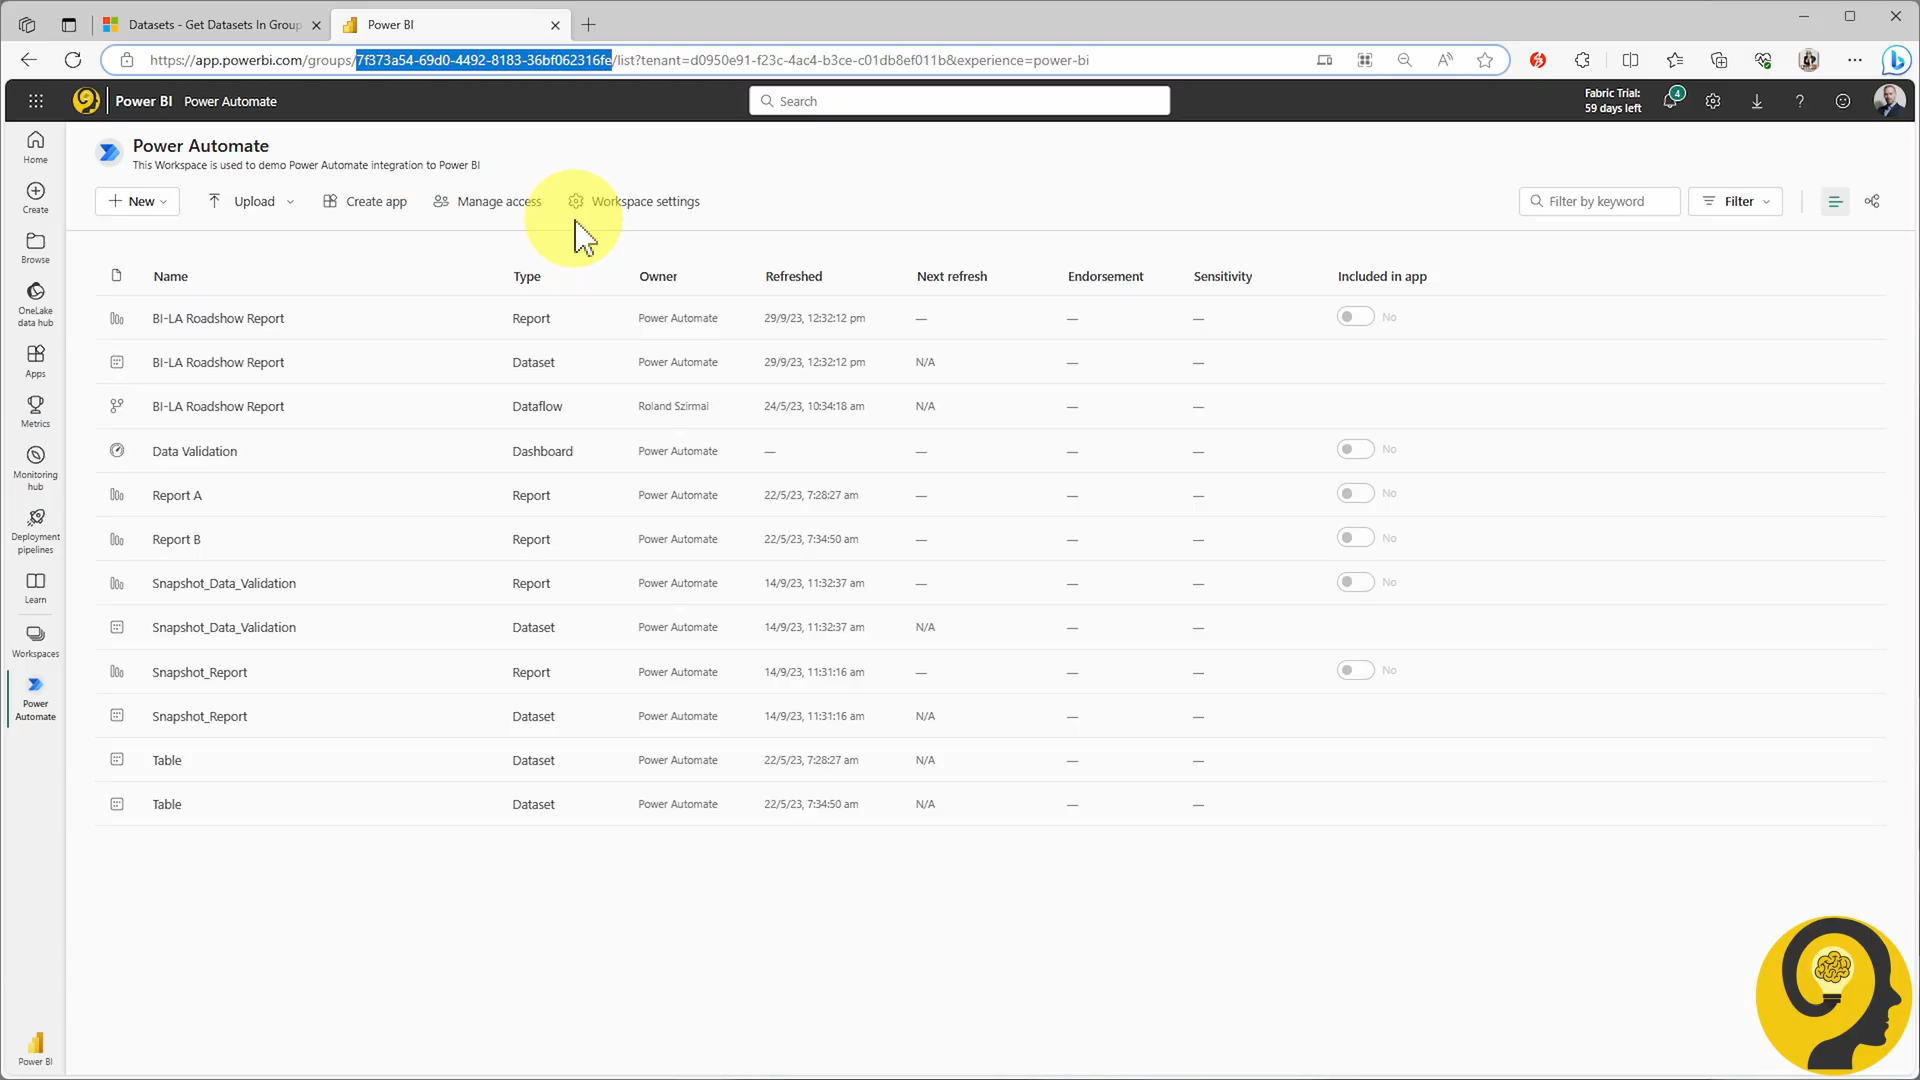 Datasets - Get Datasets In Group
Power BI
https://app.powerbi.com/groups/7f373a54-69d0-4492-8183-36bf062316fe/list?tenant=d0950e91-f23c-4ac4-b3ce-c01db8ef011b&experience=power-bi
Power BI Power Automate
Search
Fabric Trial:
59 days left
4
Home
Create
Browse
OneLake
data hub
Apps
Metrics
Monitoring
hub
Deployment
pipelines
Learn
Workspaces
Power
Automate
Power BI
Power Automate
This Workspace is used to demo Power Automate integration to Power BI
New Upload Create app Manage access Workspace settings
Filter by keyword Filter
Name Type Owner Refreshed Next refresh Endorsement Sensitivity Included in app
BI-LA Roadshow Report Report Power Automate 29/9/23, 12:32:12 pm — — — No
BI-LA Roadshow Report Dataset Power Automate 29/9/23, 12:32:12 pm N/A — —
BI-LA Roadshow Report Dataflow Roland Szirmai 24/5/23, 10:34:18 am N/A — —
Data Validation Dashboard Power Automate — — — — No
Report A Report Power Automate 22/5/23, 7:28:27 am — — — No
Report B Report Power Automate 22/5/23, 7:34:50 am — — — No
Snapshot_Data_Validation Report Power Automate 14/9/23, 11:32:37 am — — — No
Snapshot_Data_Validation Dataset Power Automate 14/9/23, 11:32:37 am N/A — —
Snapshot_Report Report Power Automate 14/9/23, 11:31:16 am — — — No
Snapshot_Report Dataset Power Automate 14/9/23, 11:31:16 am N/A — —
Table Dataset Power Automate 22/5/23, 7:28:27 am N/A — —
Table Dataset Power Automate 22/5/23, 7:34:50 am N/A — —